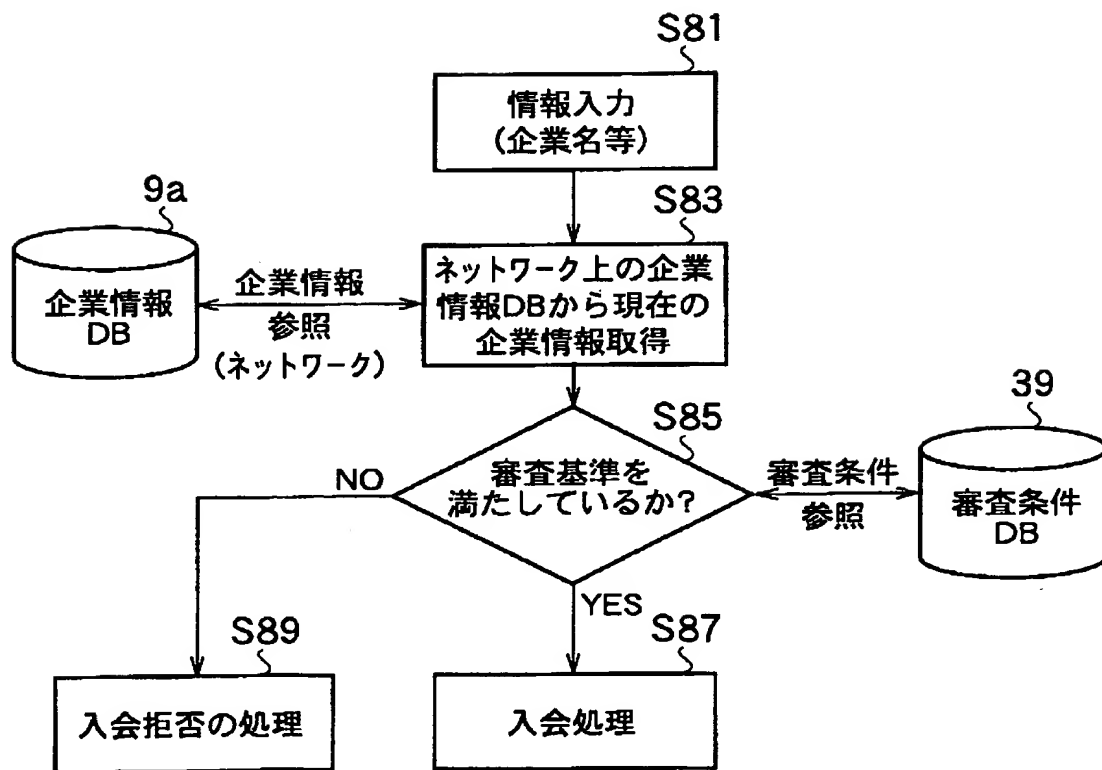 S81
情報入力
(企業名等)
9a
S83
企業情報
DB
企業情報
参照
(ネットワーク)
ネットワーク上の企業
情報DBから現在の
企業情報取得
S85
39
NO
審査基準を
満たしているか?
審査条件
参照
審査条件
DB
YES
S89
S87
入会拒否の処理
入会処理